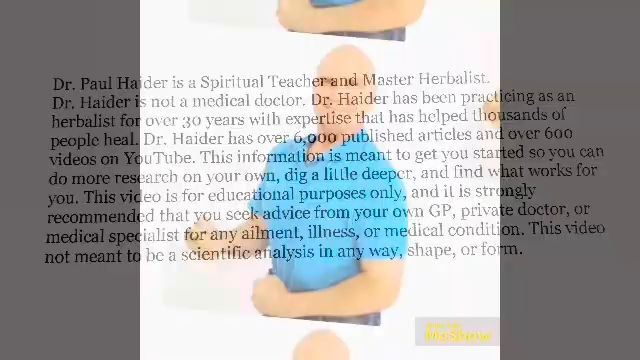 Dr. Paul Haider is a Spiritual Teacher and Master Herbalist.
Dr. Haider is not a medical doctor. Dr. Haider has been practicing as an
herbalist for over 30 years with expertise that has helped thousands of
people heal. Dr. Haider has over 6,000 published articles and over 600
videos on YouTube. This information is meant to get you started so you can
do more research on your own, dig a little deeper, and find what works for
you. This video is for educational purposes only, and it is strongly
recommended that you seek advice from your own GP, private doctor, or
medical specialist for any ailment, illness, or medical condition. This video
not meant to be a scientific analysis in any way, shape, or form.